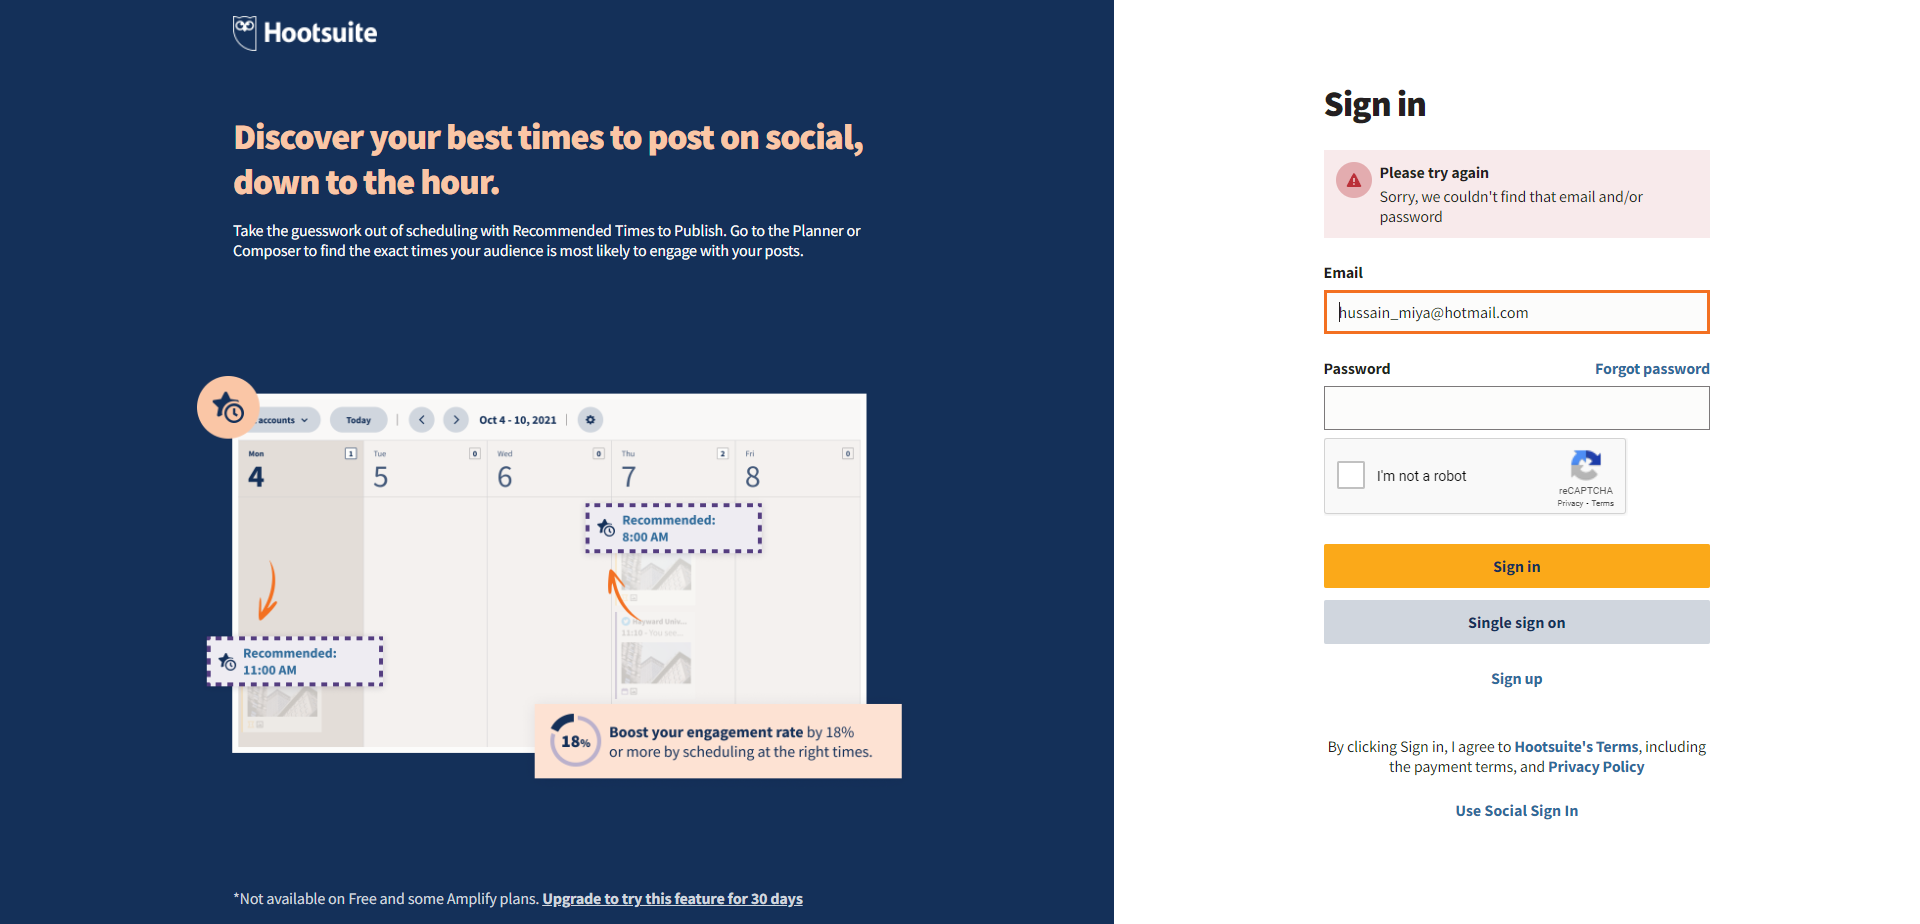 Hootsuite
Discover your best times to post on social,
down to the hour.
Take the guesswork out of scheduling with Recommended Times to Publish. Go to the Planner or
Composer to find the exact times your audience is most likely to engage with your posts.
accounts
Today
Oct 4 - 10, 2021
Mon
1
4
Tue
0
5
Wed
0
6
Thu
2
7
Fri
0
8
Recommended:
8:00 AM
Hayward Univ...
11:10 - You see...
Recommended:
11:00 AM
18%
Boost your engagement rate by 18%
or more by scheduling at the right times.
*Not available on Free and some Amplify plans. Upgrade to try this feature for 30 days
Sign in
Please try again
Sorry, we couldn't find that email and/or
password
Email
hussain_miya@hotmail.com
Password
Forgot password
I'm not a robot
reCAPTCHA
Privacy - Terms
Sign in
Single sign on
Sign up
By clicking Sign in, I agree to Hootsuite's Terms, including
the payment terms, and Privacy Policy
Use Social Sign In